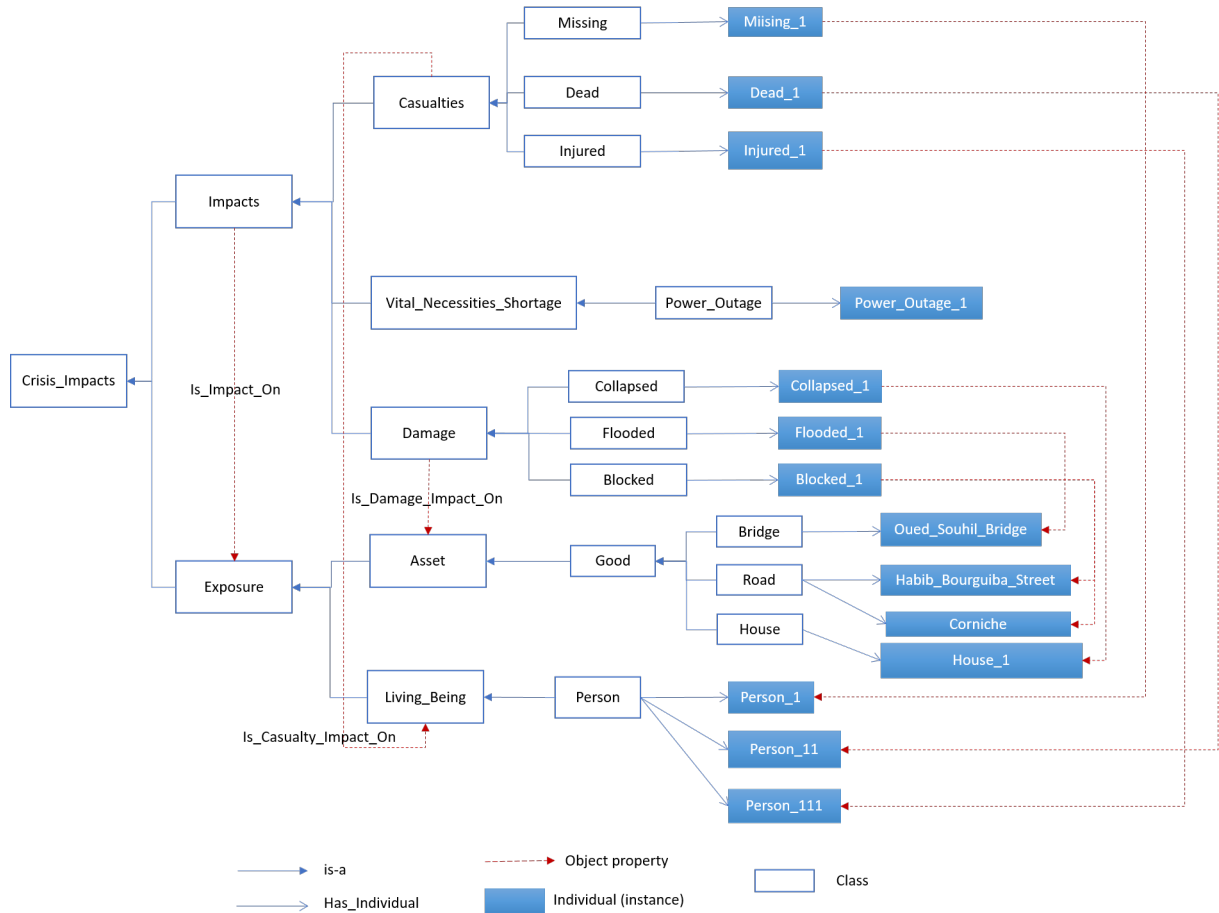 Missing
Miising_1
Casualties
Dead
Dead_1
Injured
Injured_1
Impacts
Vital_Necessities_Shortage
Power_Outage
Power_Outage_1
Crisis_Impacts
Is_Impact_On
Collapsed
Collapsed_1
Damage
Flooded
Flooded_1
Blocked
Blocked_1
Is_Damage_Impact_On
Bridge
Oued_Souhil_Bridge
Asset
Good
Exposure
Road
Habib_Bourguiba_Street
Corniche
House
House_1
Living_Being
Person
Person_1
Is_Casualty_Impact_On
Person_11
Person_111
is-a
Object property
Class
Has_Individual
Individual (instance)